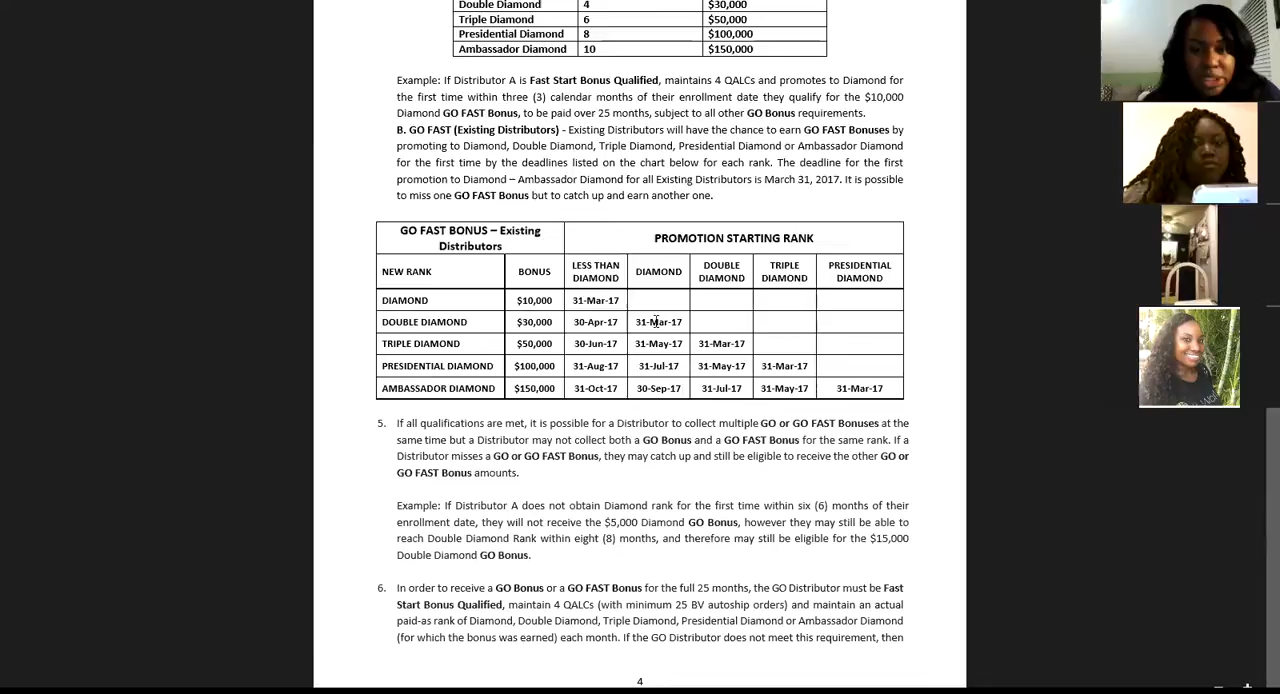 Double Diamond 4 $30,000
Triple Diamond 6 $50,000
Presidential Diamond 8 $100,000
Ambassador Diamond 10 $150,000
Example: If Distributor A is Fast Start Bonus Qualified, maintains 4 QALCs and promotes to Diamond for
the first time within three (3) calendar months of their enrollment date they qualify for the $10,000
Diamond GO FAST Bonus, to be paid over 25 months, subject to all other GO Bonus requirements.
B. GO FAST (Existing Distributors) - Existing Distributors will have the chance to earn GO FAST Bonuses by
promoting to Diamond, Double Diamond, Triple Diamond, Presidential Diamond or Ambassador Diamond
for the first time by the deadlines listed on the chart below for each rank. The deadline for the first
promotion to Diamond – Ambassador Diamond for all Existing Distributors is March 31, 2017. It is possible
to miss one GO FAST Bonus but to catch up and earn another one.
GO FAST BONUS – Existing
Distributors
PROMOTION STARTING RANK
NEW RANK BONUS LESS THAN DIAMOND DIAMOND DOUBLE DIAMOND TRIPLE DIAMOND PRESIDENTIAL DIAMOND
DIAMOND $10,000 31-Mar-17
DOUBLE DIAMOND $30,000 30-Apr-17 31-Mar-17
TRIPLE DIAMOND $50,000 30-Jun-17 31-May-17 31-Mar-17
PRESIDENTIAL DIAMOND $100,000 31-Aug-17 31-Jul-17 31-May-17 31-Mar-17
AMBASSADOR DIAMOND $150,000 31-Oct-17 30-Sep-17 31-Jul-17 31-May-17 31-Mar-17
5. If all qualifications are met, it is possible for a Distributor to collect multiple GO or GO FAST Bonuses at the
same time but a Distributor may not collect both a GO Bonus and a GO FAST Bonus for the same rank. If a
Distributor misses a GO or GO FAST Bonus, they may catch up and still be eligible to receive the other GO or
GO FAST Bonus amounts.
Example: If Distributor A does not obtain Diamond rank for the first time within six (6) months of their
enrollment date, they will not receive the $5,000 Diamond GO Bonus, however they may still be able to
reach Double Diamond Rank within eight (8) months, and therefore may still be eligible for the $15,000
Double Diamond GO Bonus.
6. In order to receive a GO Bonus or a GO FAST Bonus for the full 25 months, the GO Distributor must be Fast
Start Bonus Qualified, maintain 4 QALCs (with minimum 25 BV autoship orders) and maintain an actual
paid-as rank of Diamond, Double Diamond, Triple Diamond, Presidential Diamond or Ambassador Diamond
(for which the bonus was earned) each month. If the GO Distributor does not meet this requirement, then
4